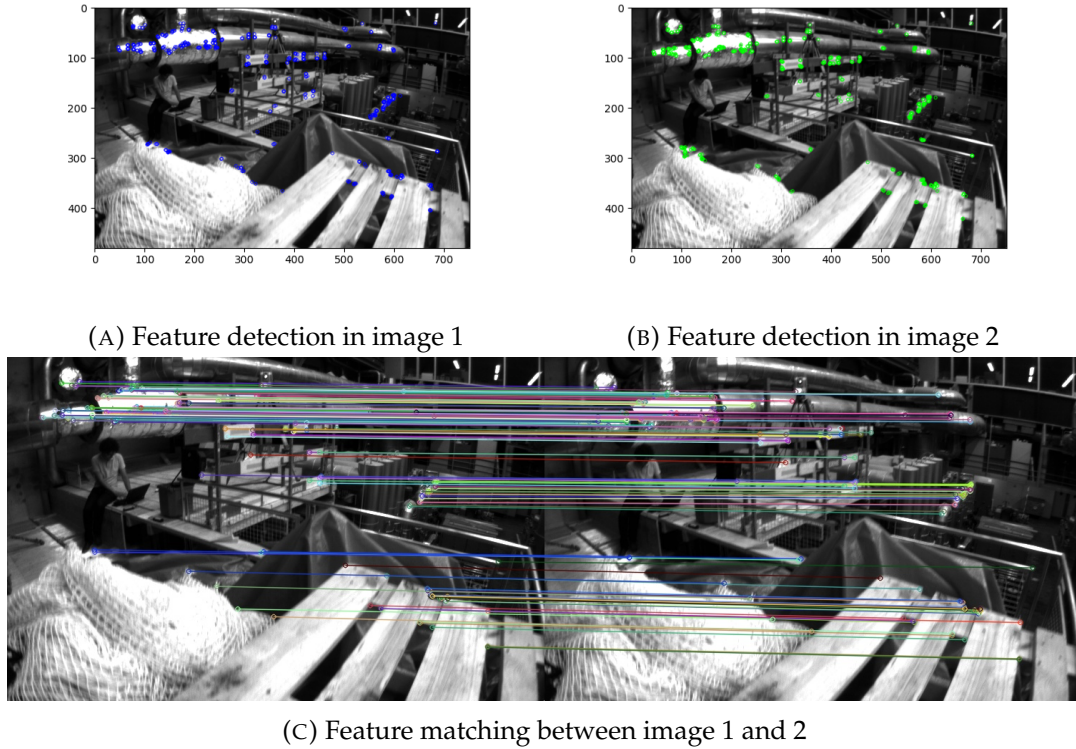 0
100
200
300
400
0 100 200 300 400 500 600 700
0
100
200
300
400
0 100 200 300 400 500 600 700
(A) Feature detection in image 1
(B) Feature detection in image 2
(C) Feature matching between image 1 and 2